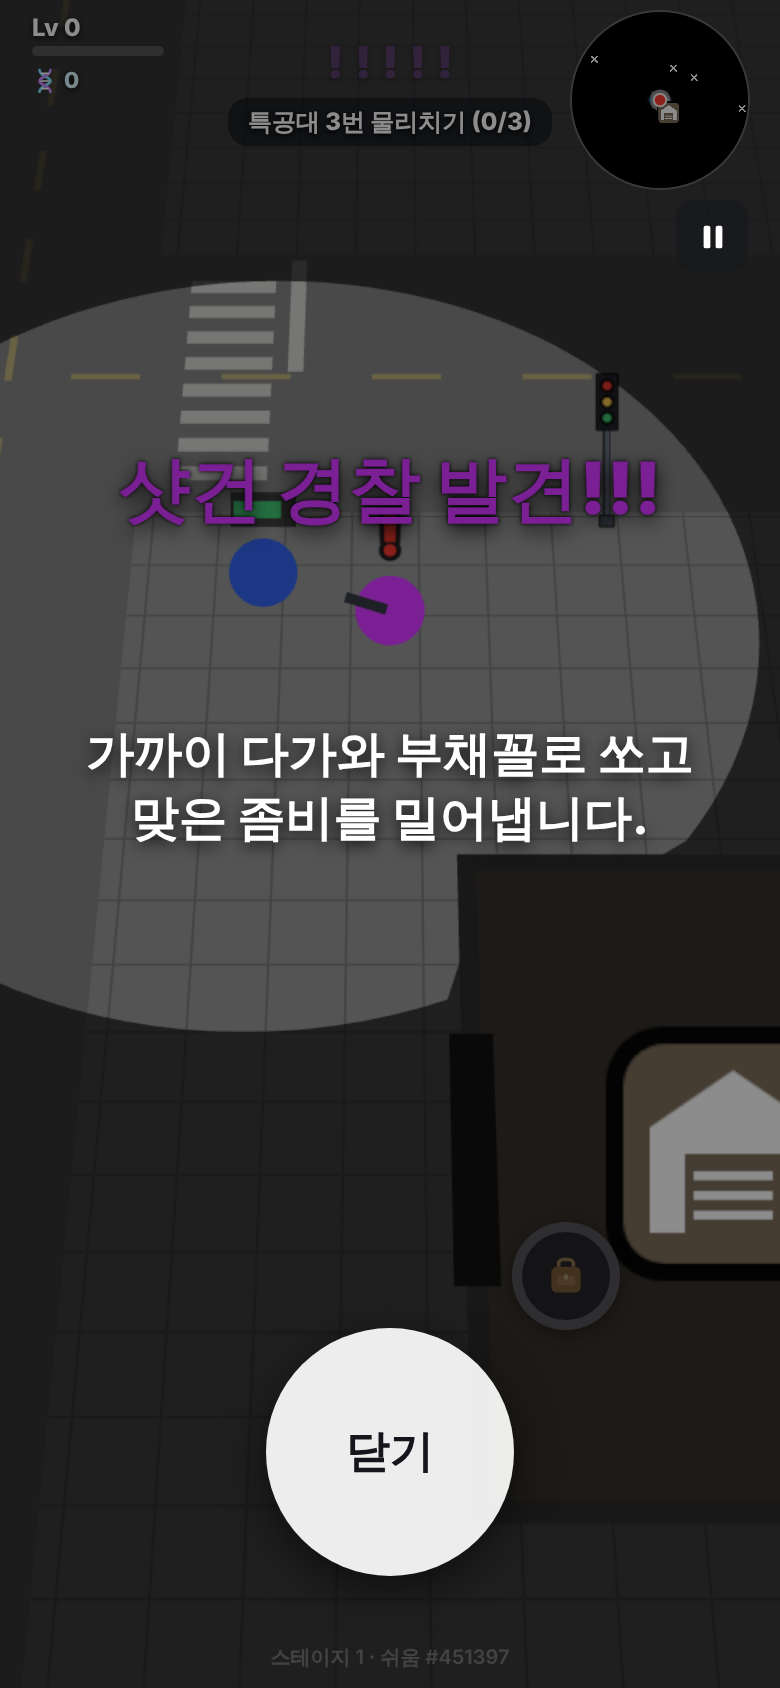 Lv 0
0
!!!!!
특공대 3번 물리치기 (0/3)
샷건 경찰 발견!!!
가까이 다가와 부채꼴로 쏘고
맞은 좀비를 밀어냅니다.
닫기
스테이지 1 · 쉬움 #451397